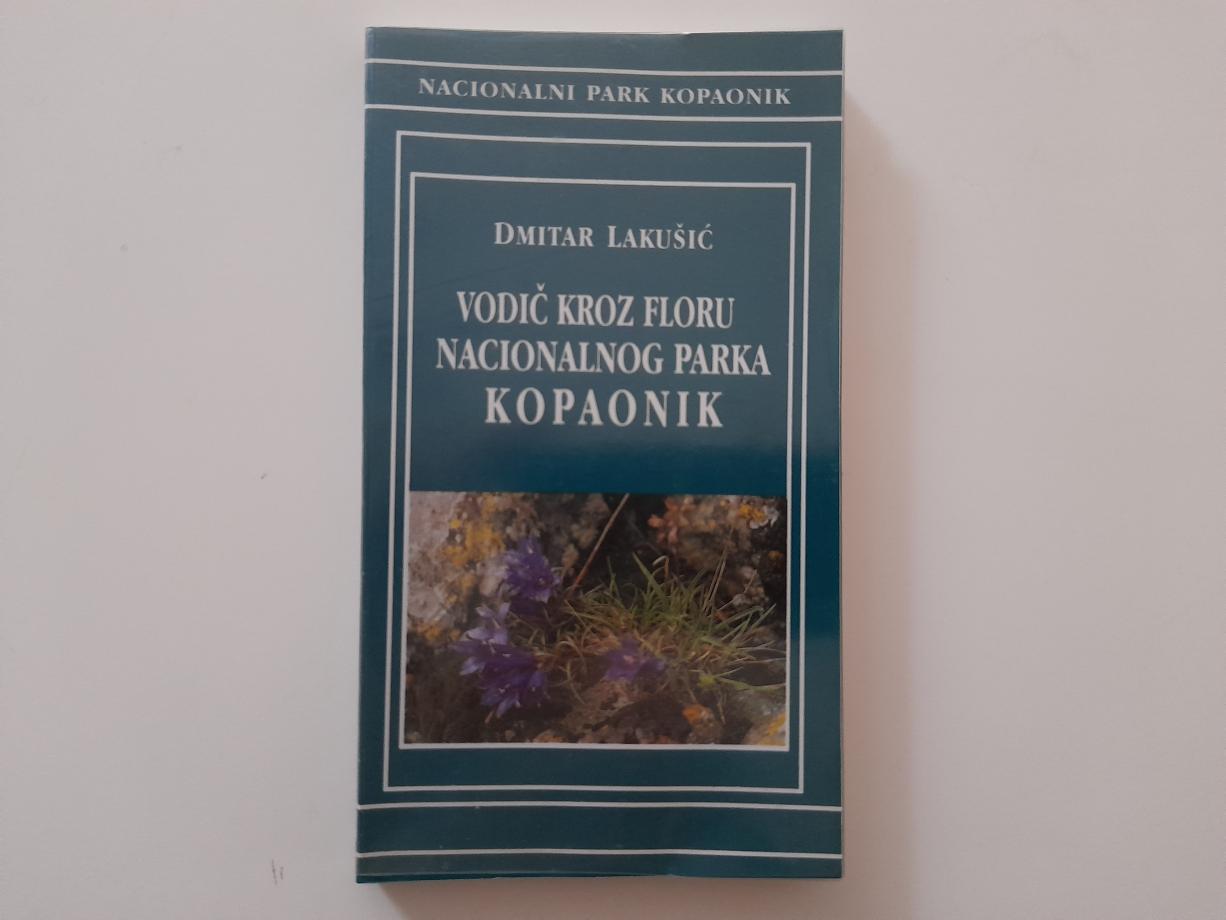 NACIONALNI PARK KOPAONIK
DMITAR LAKUŠIĆ
VODIČ KROZ FLORU
NACIONALNOG PARKA
KOPAONIK